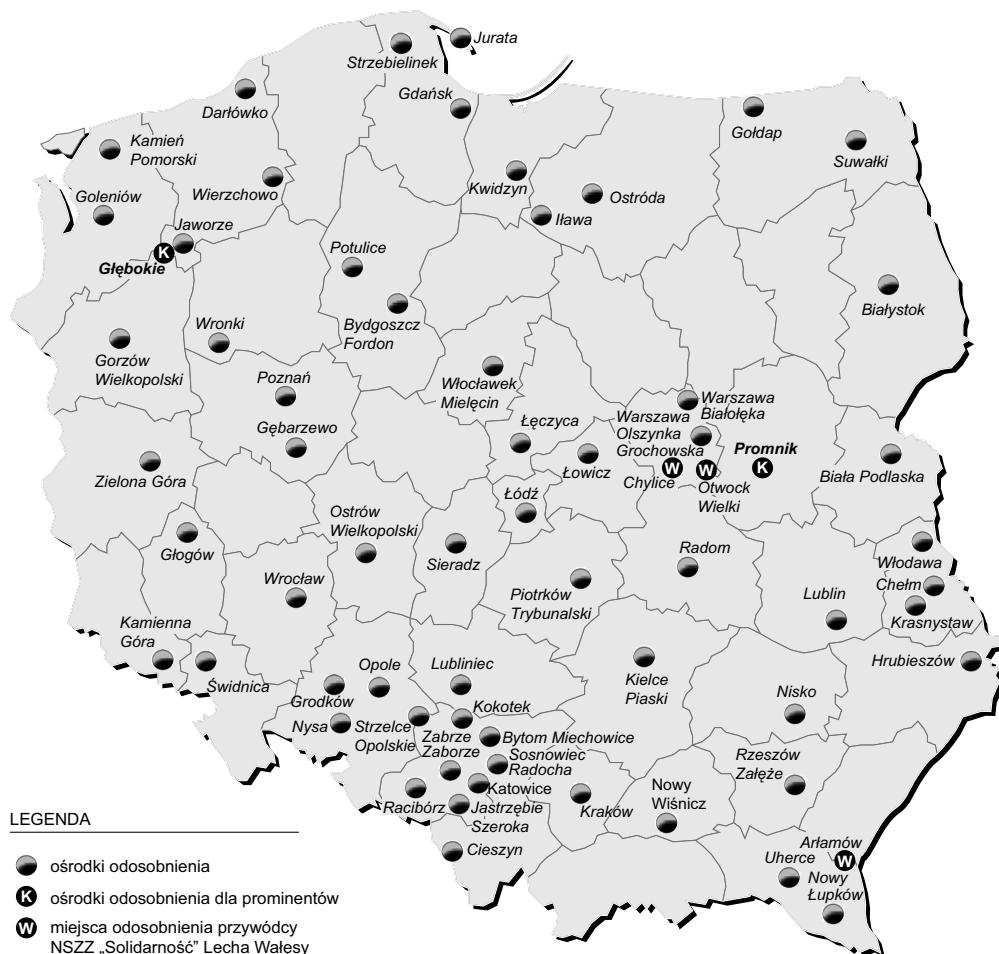 Jurata
Strzebielinek
Gdańsk
Darłówko
Gołdap
Suwałki
Kamień
Pomorski
Goleniów
Wierzchowo
Kwidzyn
Ostróda
Iława
Jaworze
K
Głębokie
Potulice
Białystok
Bydgoszcz
Fordon
Wronki
Gorzów
Wielkopolski
Poznań
Włocławek
Mielęcin
Warszawa
Białołęka
Gębarzewo
Łęczyca
Warszawa
Olszynka
Grochowska
Promnik
K
Łowicz
W
Chylice
W
Otwock
Wielki
Biała Podlaska
Zielona Góra
Łódź
Ostrów
Wielkopolski
Głogów
Sieradz
Radom
Włodawa
Chełm
Krasnystaw
Wrocław
Piotrków
Trybunalski
Lublin
Kamienna
Góra
Świdnica
Opole
Lubliniec
Kielce
Piaski
Hrubieszów
Grodków
Nysa
Strzelce
Opolskie
Kokotek
Nisko
Zabrze
Zaborze
Bytom Miechowice
Sosnowiec
Radocha
Katowice
Rzeszów
Załęże
Racibórz
Jastrzębie
Szeroka
Kraków
Nowy
Wiśnicz
Cieszyn
Arłamów
W
Uherce
Nowy
Łupków
LEGENDA
ośrodki odosobnienia
K ośrodki odosobnienia dla prominentów
W miejsca odosobnienia przywódcy
NSZZ „Solidarność” Lecha Wałęsy